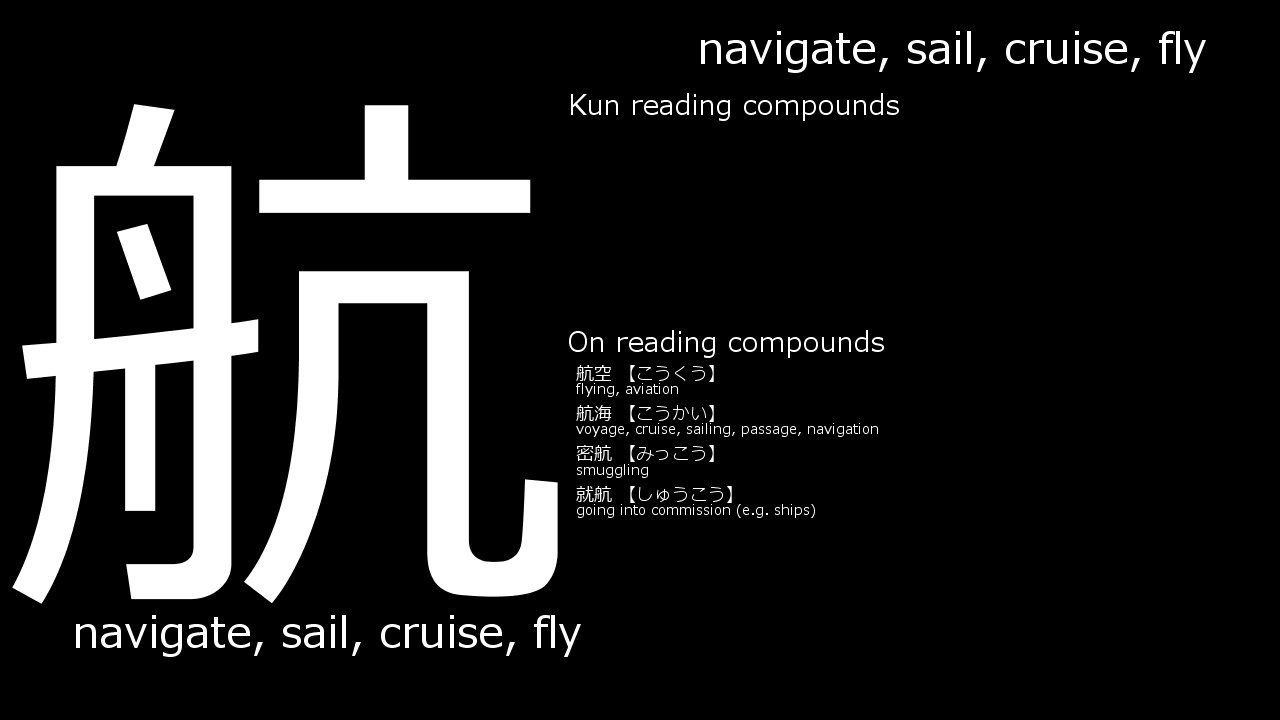 航
navigate, sail, cruise, fly
navigate, sail, cruise, fly
Kun reading compounds
On reading compounds
航空 【こうくう】
flying, aviation
航海 【こうかい】
voyage, cruise, sailing, passage, navigation
密航 【みっこう】
smuggling
就航 【しゅうこう】
going into commission (e.g. ships)